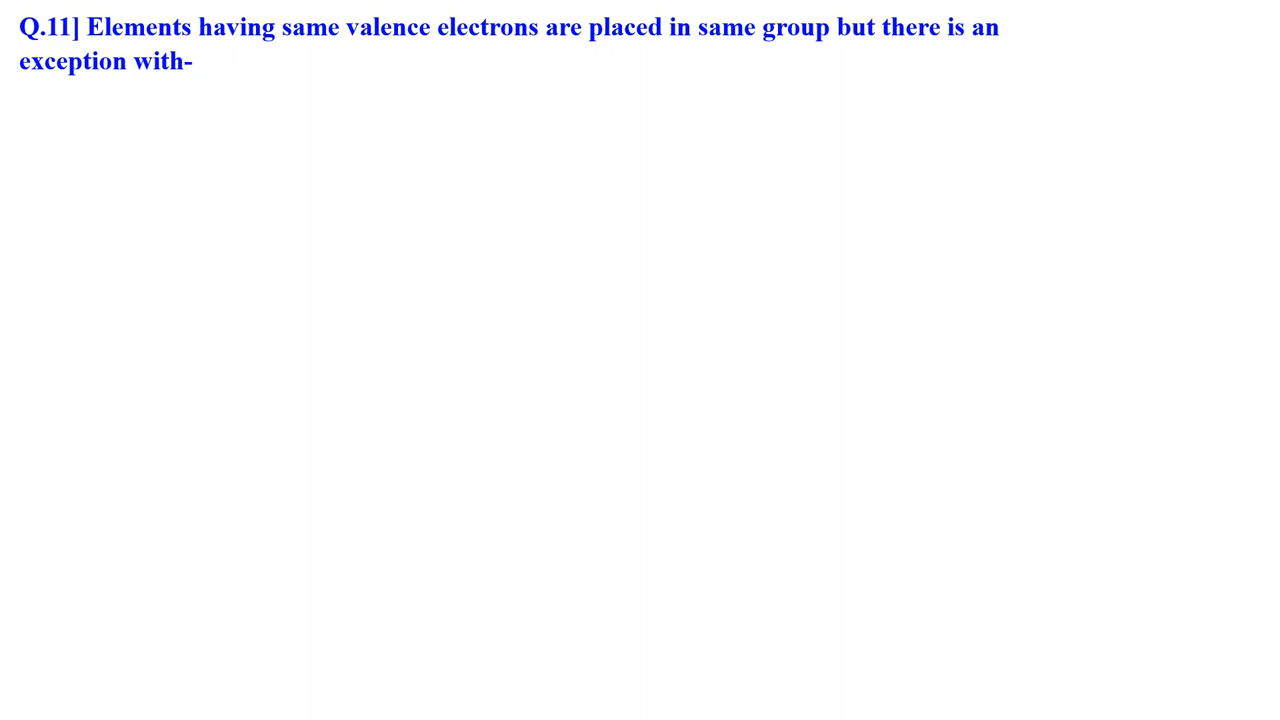 Q.11] Elements having same valence electrons are placed in same group but there is an
exception with-